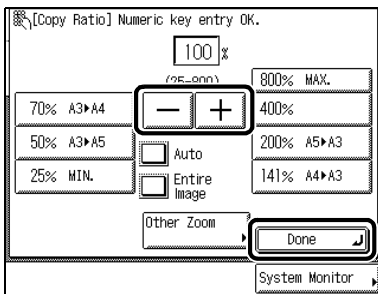 [Copy Ratio] Numeric key entry OK.
100 %
(25-800)
800% MAX.
70% A3▶A4
— +
400%
50% A3▶A5
Auto
200% A5▶A3
25% MIN.
Entire
Image
141% A4▶A3
Other Zoom
Done
System Monitor